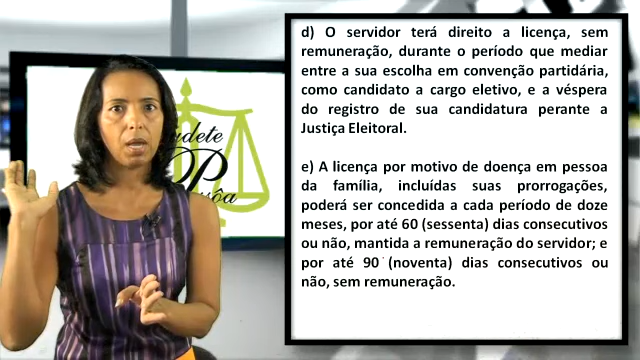 d) O servidor terá direito a licença, sem
remuneração, durante o período que mediar
entre a sua escolha em convenção partidária,
como candidato a cargo eletivo, e a véspera
do registro de sua candidatura perante a
Justiça Eleitoral.
e) A licença por motivo de doença em pessoa
da família, incluídas suas prorrogações,
poderá ser concedida a cada período de doze
meses, por até 60 (sessenta) dias consecutivos
ou não, mantida a remuneração do servidor; e
por até 90 (noventa) dias consecutivos ou
não, sem remuneração.